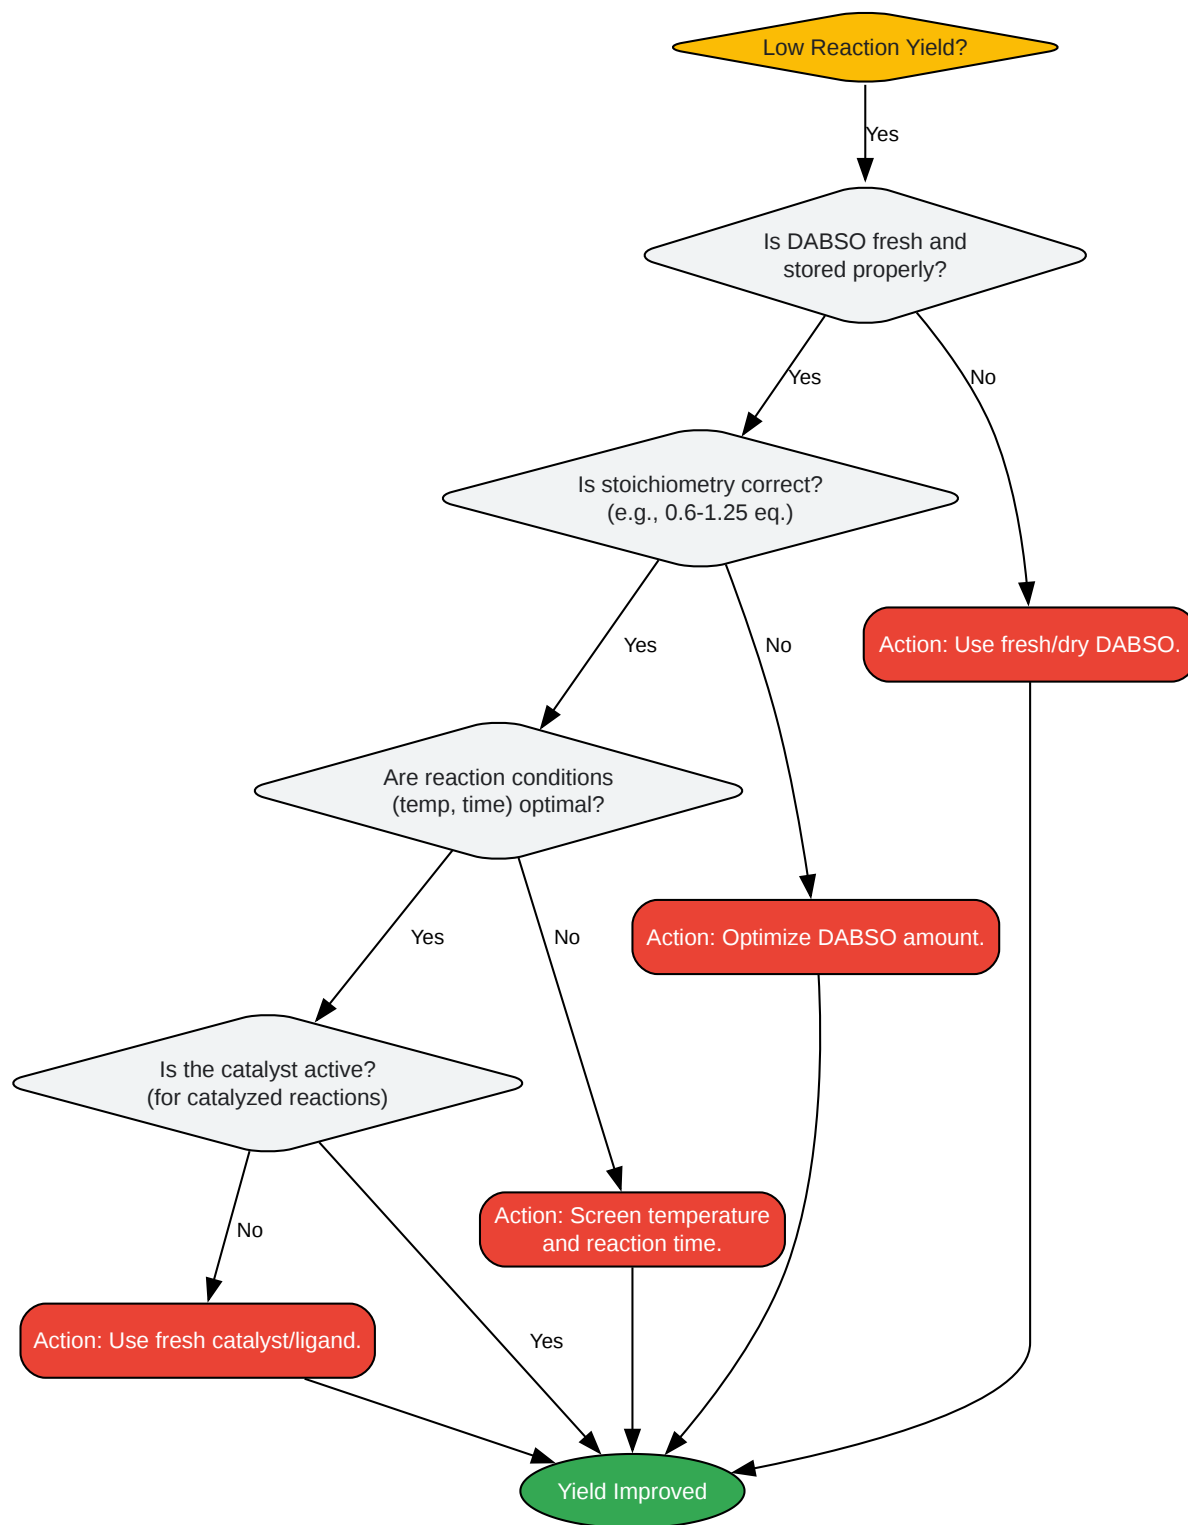 Low Reaction Yield?
Yes
Is DABSO fresh and
stored properly?
Yes
No
Is stoichiometry correct?
(e.g., 0.6-1.25 eq.)
Yes
No
Action: Use fresh/dry DABSO.
Are reaction conditions
(temp, time) optimal?
Yes
No
Action: Optimize DABSO amount.
Is the catalyst active?
(for catalyzed reactions)
No
Action: Screen temperature
and reaction time.
Action: Use fresh catalyst/ligand.
Yes
Yield Improved